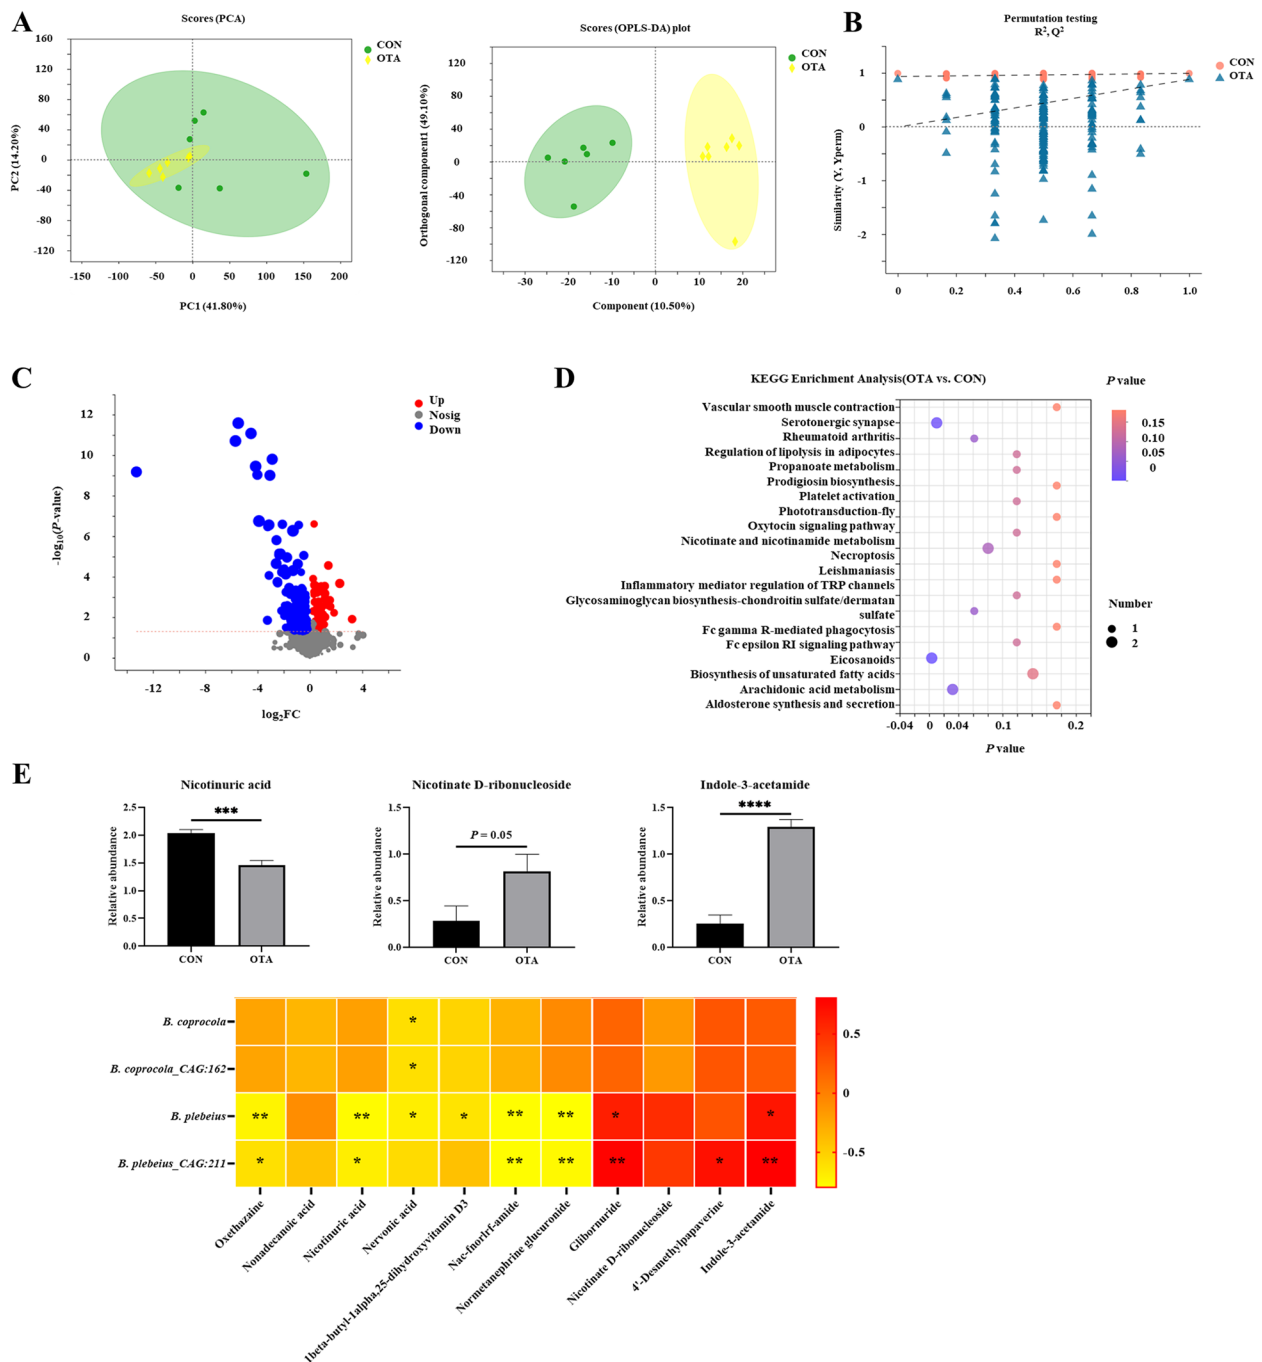 A
Scores (PCA)
CON
OTA
160
120
80
40
0
-40
-80
-120
PC2 (14.20%)
-150
-100
-50
0
50
100
150
200
PC1 (41.80%)
Scores (OPLS-DA) plot
CON
OTA
120
80
40
0
-40
-80
-120
Orthogonal component1 (49.10%)
-30
-20
-10
0
10
20
Component (10.50%)
B
Permutation testing
R², Q²
CON
OTA
1
0
-1
-2
Similarity (Y, Yperm)
0
0.2
0.4
0.6
0.8
1.0
C
Up
Nosig
Down
12
10
8
6
4
2
0
-log₁₀(P-value)
-12
-8
-4
0
4
log₂FC
D
KEGG Enrichment Analysis(OTA vs. CON)
Vascular smooth muscle contraction
Serotonergic synapse
Rheumatoid arthritis
Regulation of lipolysis in adipocytes
Propanoate metabolism
Prodigiosin biosynthesis
Platelet activation
Phototransduction-fly
Oxytocin signaling pathway
Nicotinate and nicotinamide metabolism
Necroptosis
Leishmaniasis
Inflammatory mediator regulation of TRP channels
Glycosaminoglycan biosynthesis-chondroitin sulfate/dermatan
sulfate
Fc gamma R-mediated phagocytosis
Fc epsilon RI signaling pathway
Eicosanoids
Biosynthesis of unsaturated fatty acids
Arachidonic acid metabolism
Aldosterone synthesis and secretion
-0.04
0
0.04
0.1
0.2
P value
P value
0.15
0.10
0.05
0
Number
1
2
E
Nicotinuric acid
***
2.5
2.0
1.5
1.0
0.5
0.0
Relative abundance
CON
OTA
Nicotinate D-ribonucleoside
P = 0.05
1.5
1.0
0.5
0.0
Relative abundance
CON
OTA
Indole-3-acetamide
****
1.5
1.0
0.5
0.0
Relative abundance
CON
OTA
B. coprocola
*
B. coprocola_CAG:162
*
B. plebeius
** ** * * ** ** * *
B. plebeius_CAG:211
* * ** ** ** * **
0.5
0
-0.5
Oxethazaine
Nonadecanoic acid
Nicotinuric acid
Nervonic acid
1beta-butyl-1alpha,25-dihydroxyvitamin D3
Nac-fnorlrf-amide
Normetanephrine glucuronide
Glibornuride
Nicotinate D-ribonucleoside
4'-Desmethylpapaverine
Indole-3-acetamide